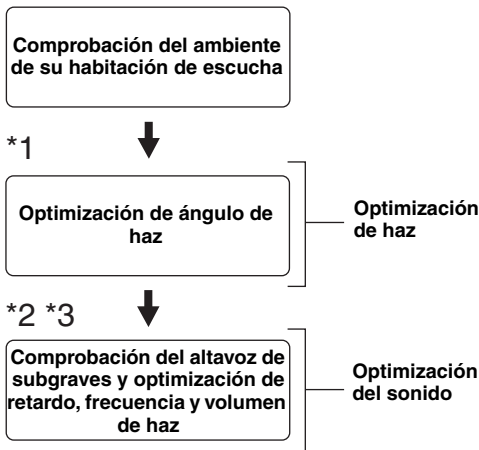 Comprobación del ambiente
de su habitación de escucha
*1
Optimización de ángulo de
haz
Optimización
de haz
*2 *3
Comprobación del altavoz de
subgraves y optimización de
retardo, frecuencia y volumen
de haz
Optimización
del sonido